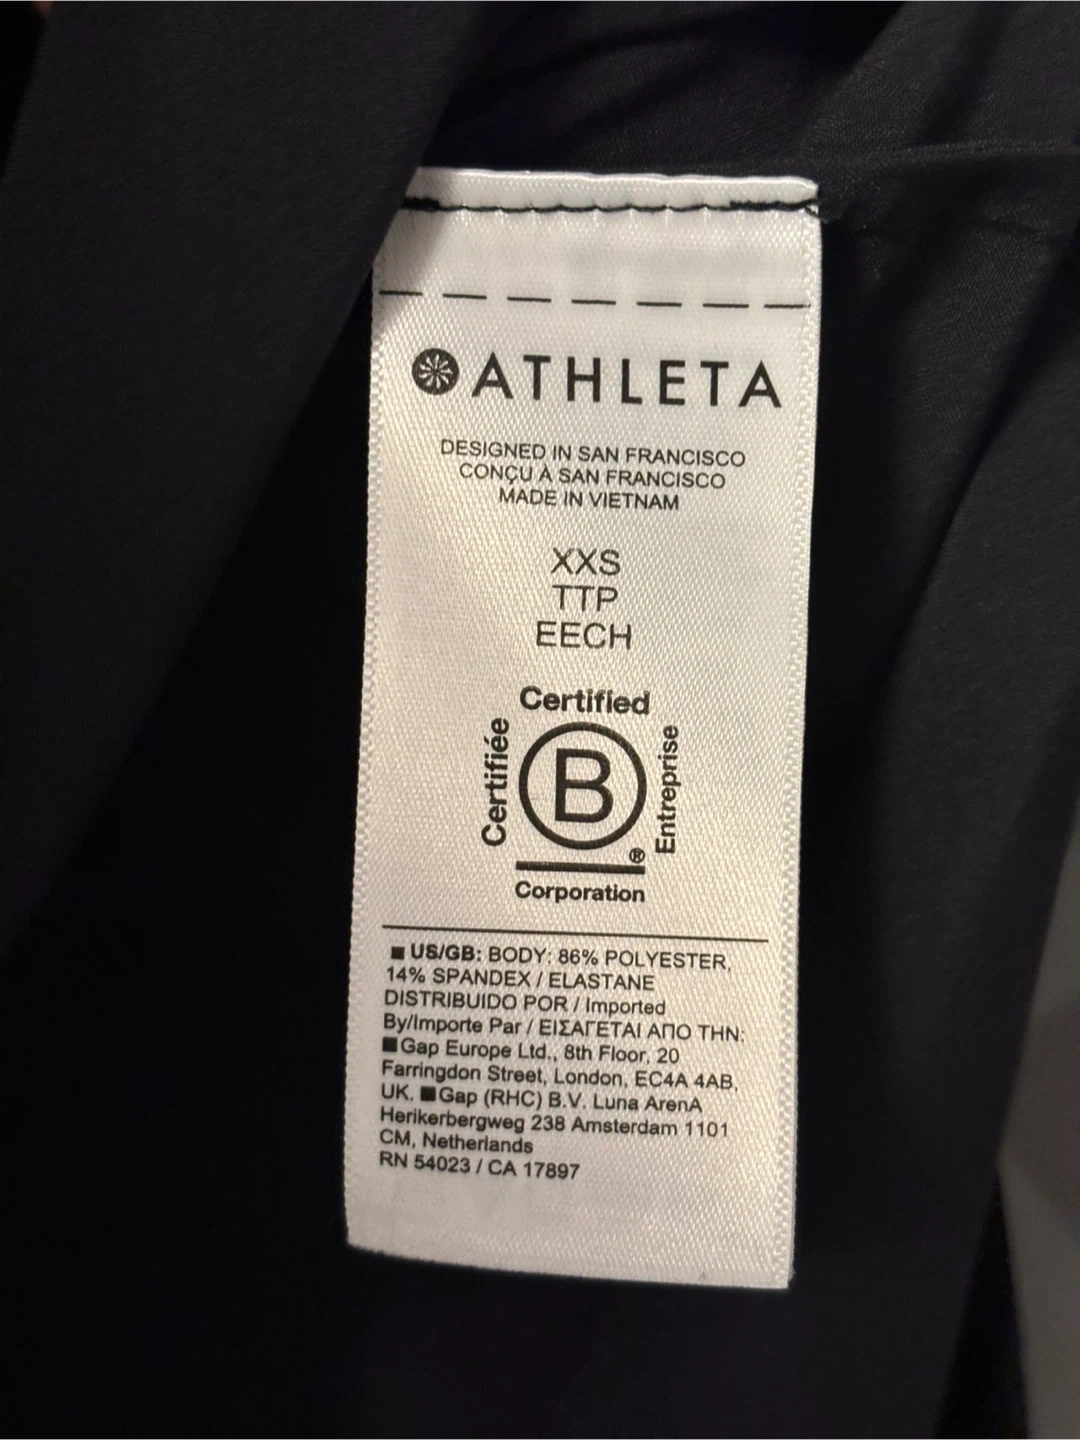 ATHLETA
DESIGNED IN SAN FRANCISCO
CONÇU À SAN FRANCISCO
MADE IN VIETNAM
XXS
TTP
EECH
Certified
Certifiée
B
Entreprise
®
Corporation
■ US/GB: BODY: 86% POLYESTER,
14% SPANDEX / ELASTANE
DISTRIBUIDO POR / Imported
By/Importe Par / ΕΙΣΑΓΕΤΑΙ ΑΠΟ ΤΗΝ:
■ Gap Europe Ltd., 8th Floor, 20
Farringdon Street, London, EC4A 4AB,
UK. ■ Gap (RHC) B.V. Luna ArenA
Herikerbergweg 238 Amsterdam 1101
CM, Netherlands
RN 54023 / CA 17897